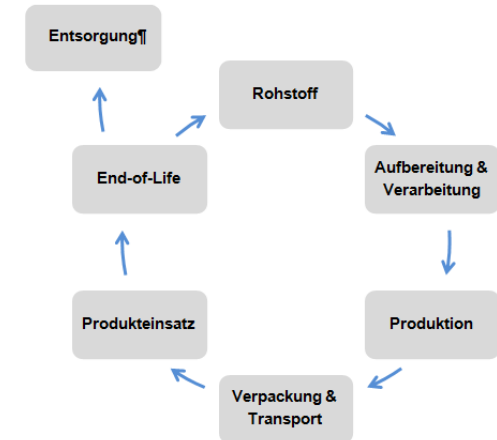 Entsorgung¶
Rohstoff
Aufbereitung &
Verarbeitung
Produktion
Verpackung &
Transport
Produkteinsatz
End-of-Life